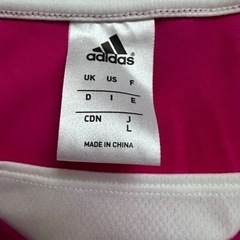 adidas
UK US F
D I E
CDN J
L
MADE IN CHINA